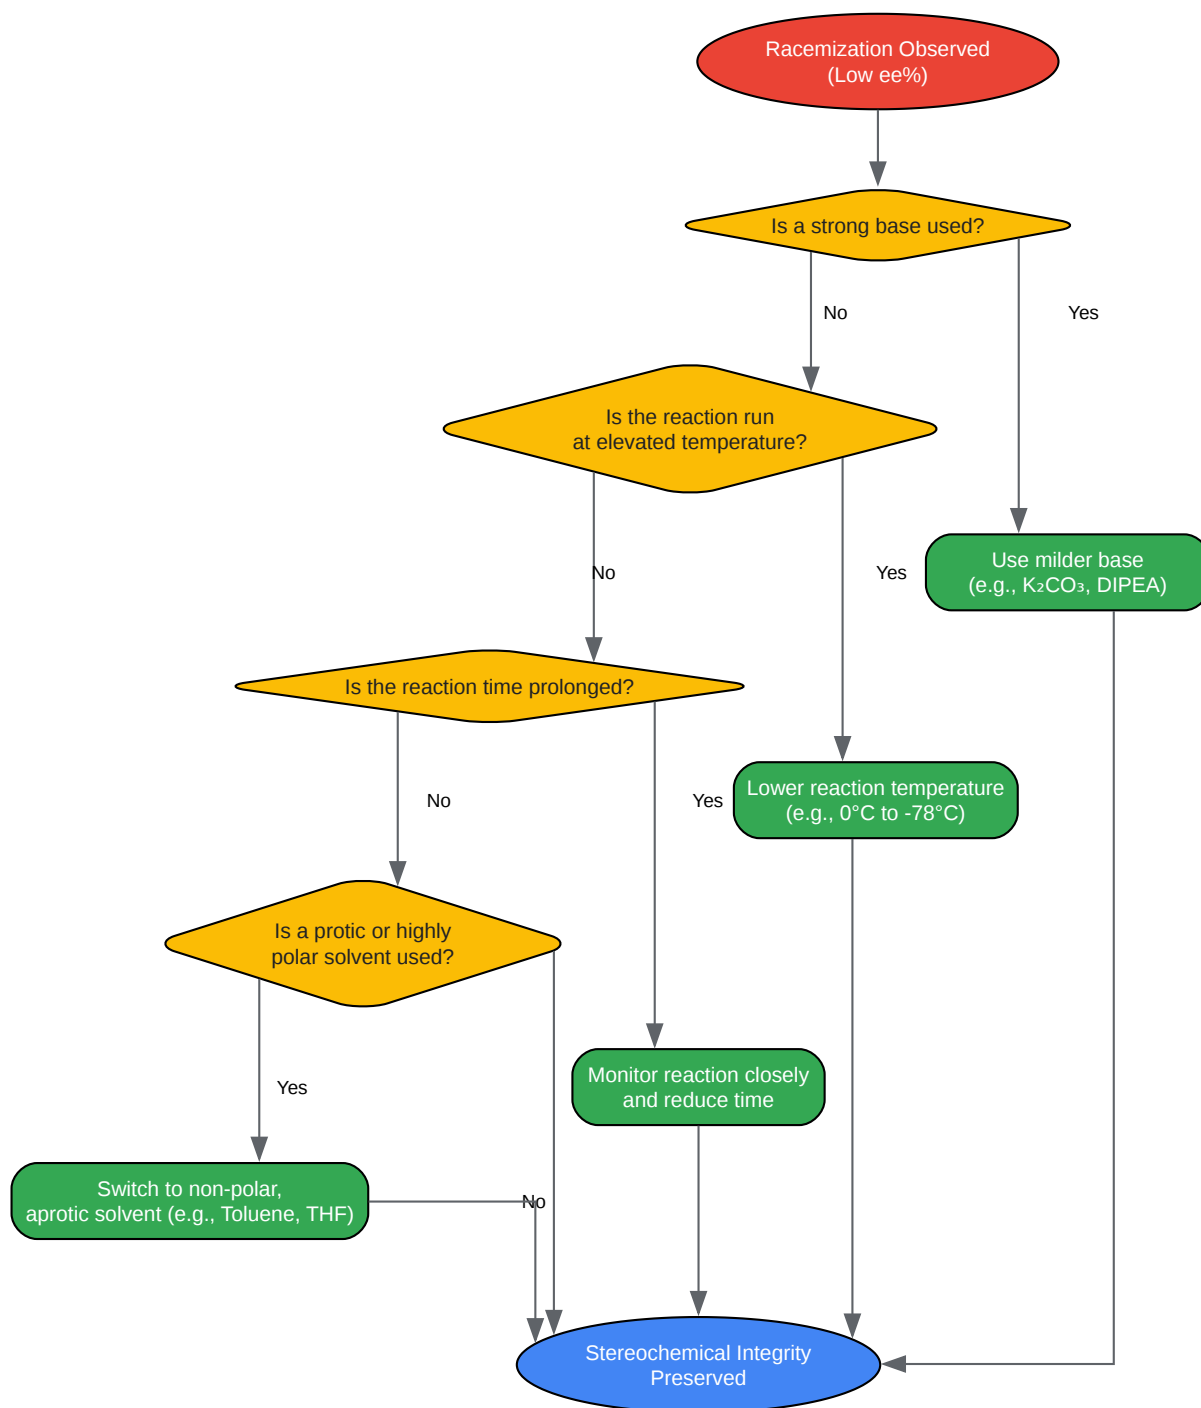 Racemization Observed
(Low ee%)
Is a strong base used?
No
Yes
Is the reaction run
at elevated temperature?
No
Yes
Use milder base
(e.g., K₂CO₃, DIPEA)
Is the reaction time prolonged?
No
Yes
Lower reaction temperature
(e.g., 0°C to -78°C)
Is a protic or highly
polar solvent used?
Yes
Monitor reaction closely
and reduce time
Switch to non-polar,
aprotic solvent (e.g., Toluene, THF)
No
Stereochemical Integrity
Preserved